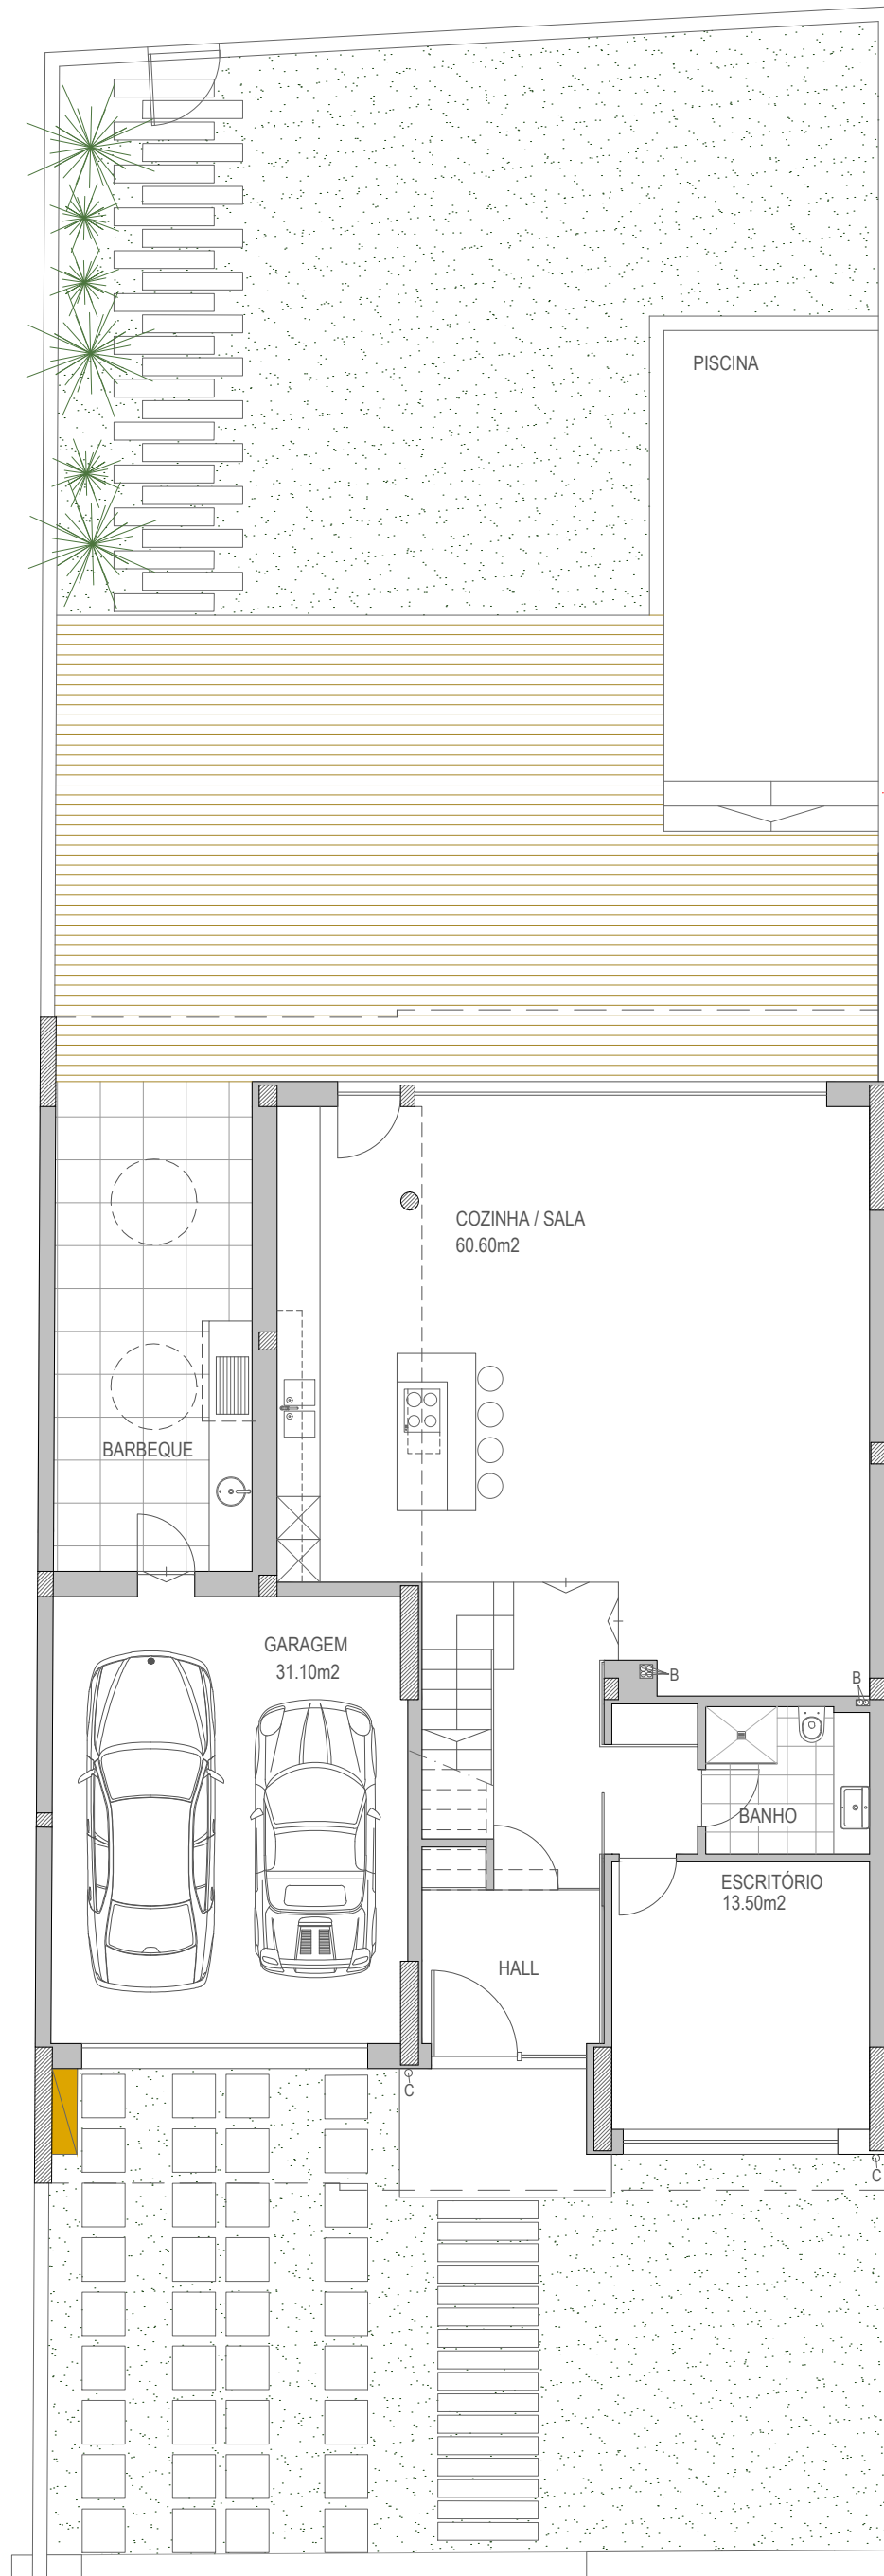 PISCINA
COZINHA / SALA
60.60m2
BARBEQUE
GARAGEM
31.10m2
B
B
BANHO
ESCRITÓRIO
13.50m2
HALL
C
C